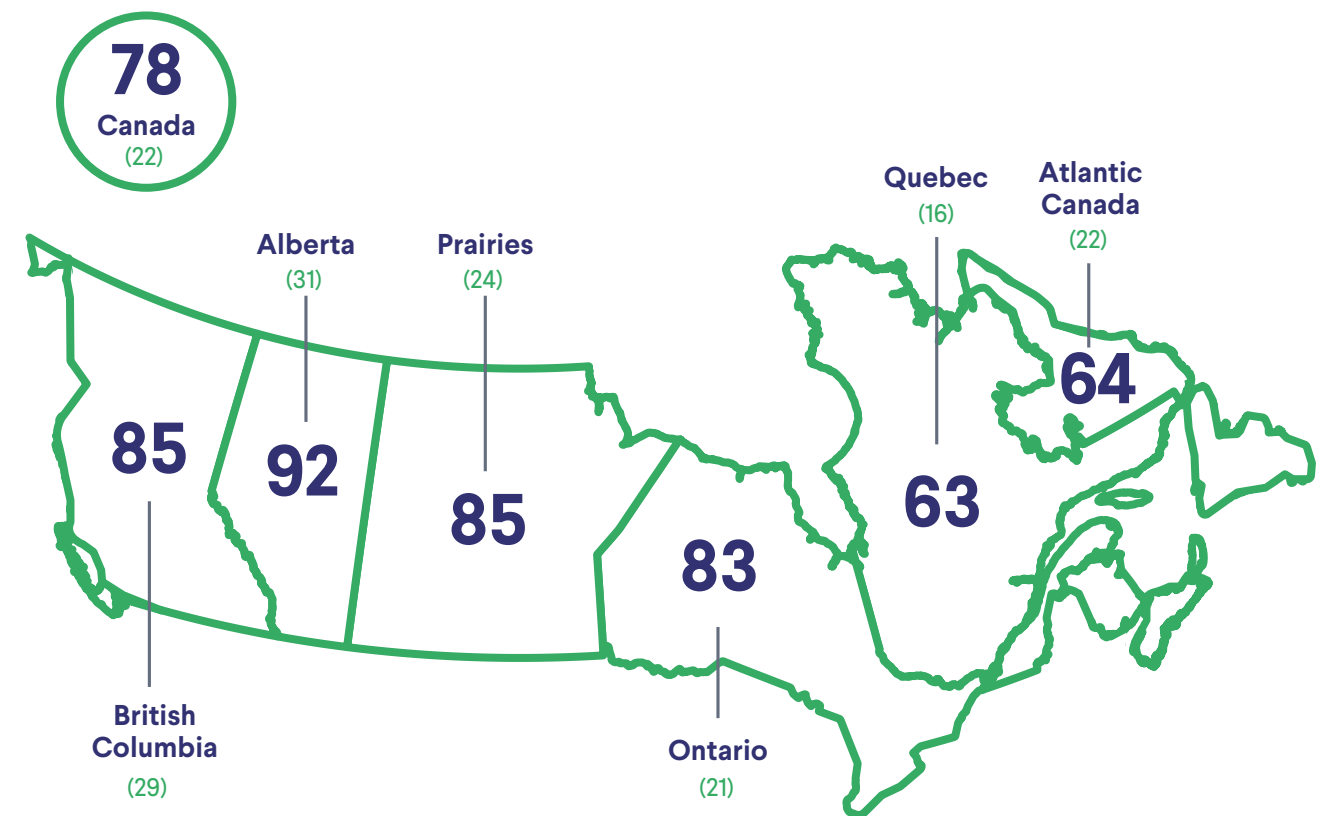 78
Canada
(22)
Quebec
(16)
Atlantic
Canada
(22)
Alberta
(31)
Prairies
(24)
64
85
92
85
63
83
British
Columbia
(29)
Ontario
(21)